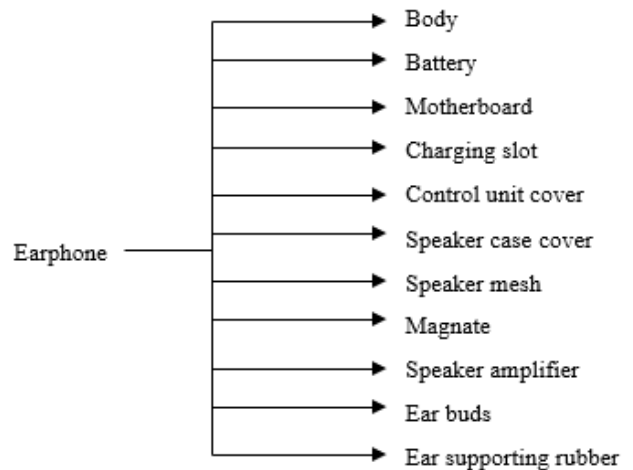 Body
Battery
Motherboard
Charging slot
Control unit cover
Earphone
Speaker case cover
Speaker mesh
Magnate
Speaker amplifier
Ear buds
Ear supporting rubber